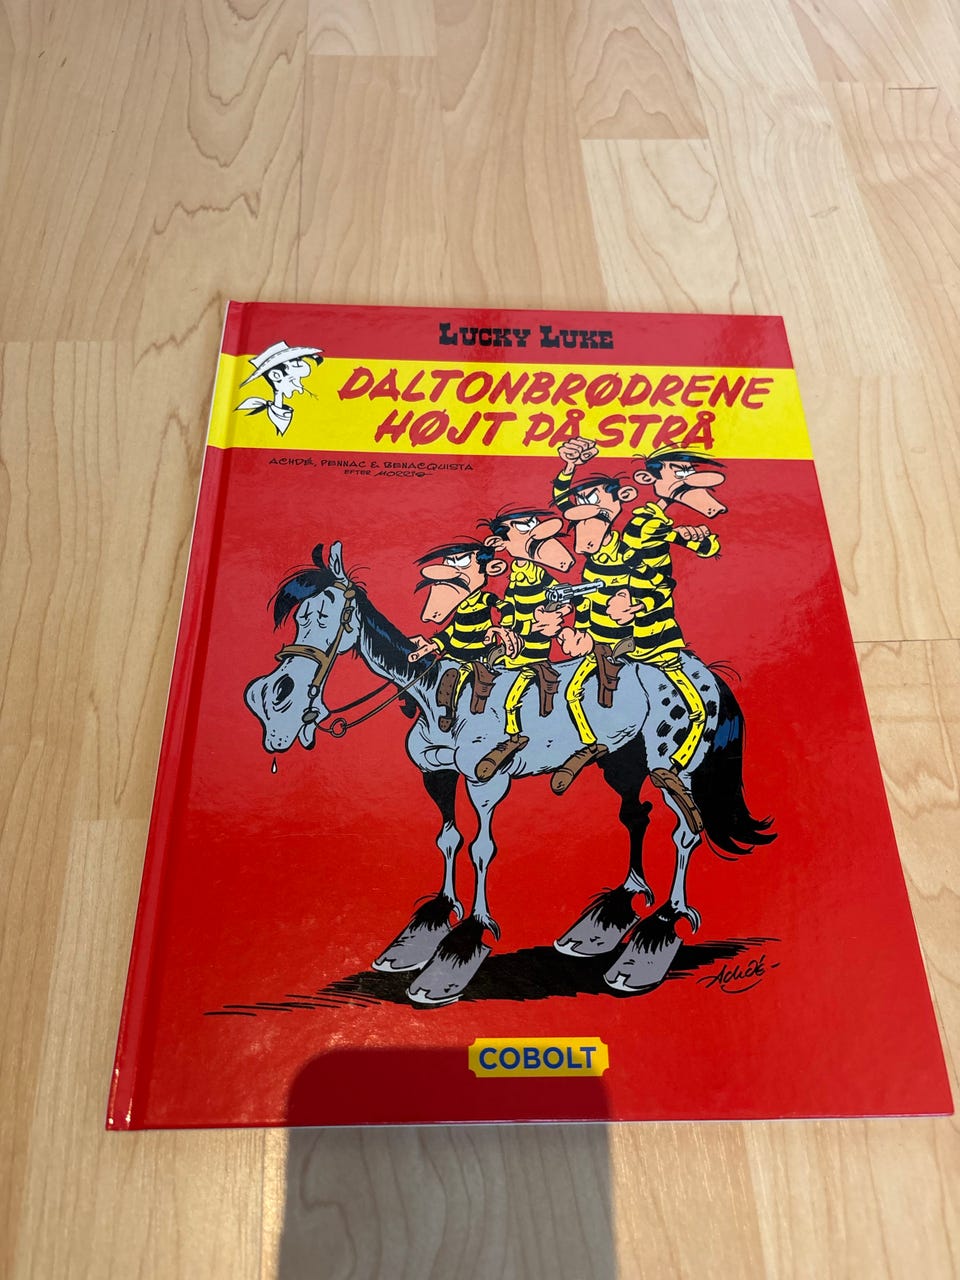 LUCKY LUKE
DALTONBRØDRENE
HØJT PÅ STRÅ
ACHDÉ, PENNAC & BENACQUISTA
EFTER MORRIS
Achdé
COBOLT